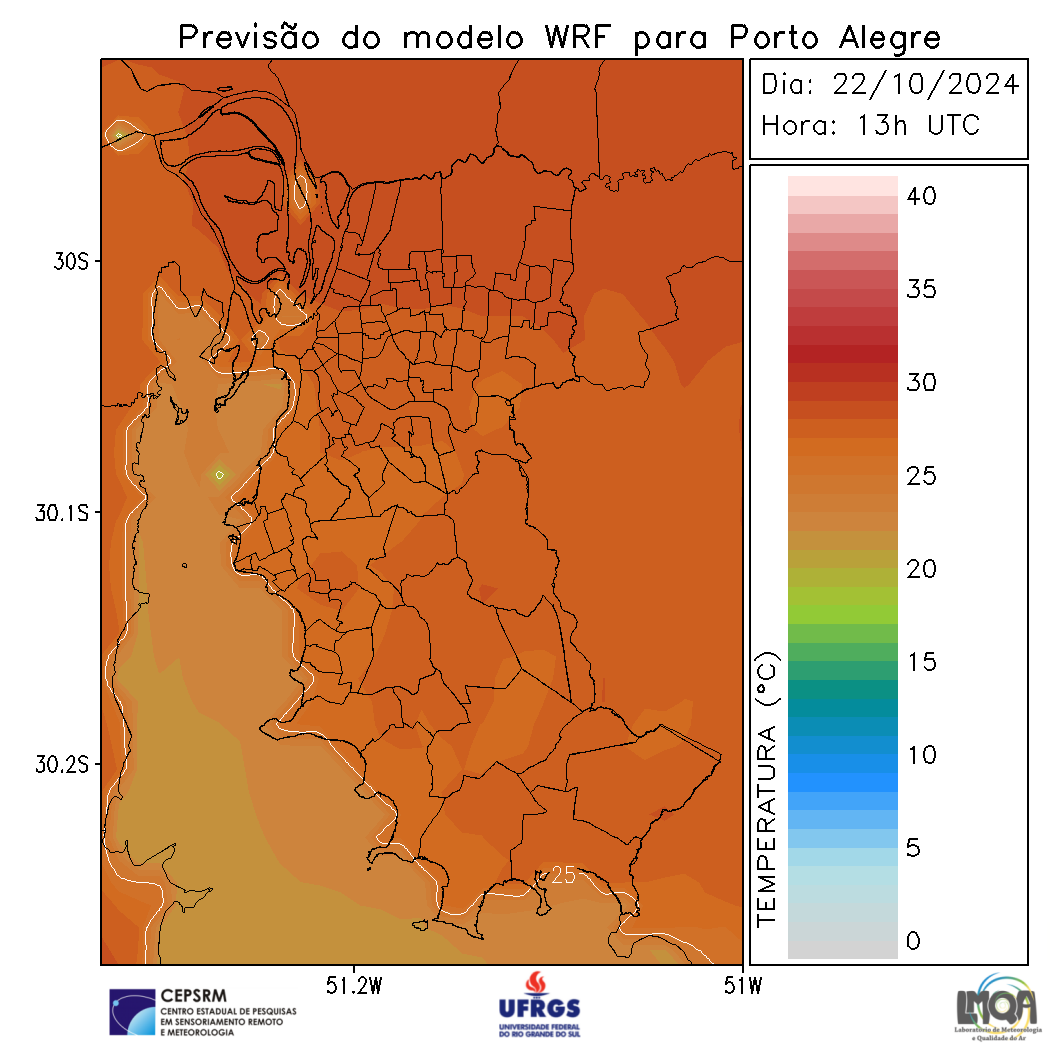 Previsão do modelo WRF para Porto Alegre
Dia: 22/10/2024
Hora: 13h UTC
30S
30.1S
30.2S
51.2W
51W
25
TEMPERATURA (°C)
40
35
30
25
20
15
10
5
0
CEPSRM
CENTRO ESTADUAL DE PESQUISAS
EM SENSORIAMENTO REMOTO
E METEOROLOGIA
UFRGS
UNIVERSIDADE FEDERAL
DO RIO GRANDE DO SUL
LMQA
Laboratório de Meteorologia
e Qualidade do Ar